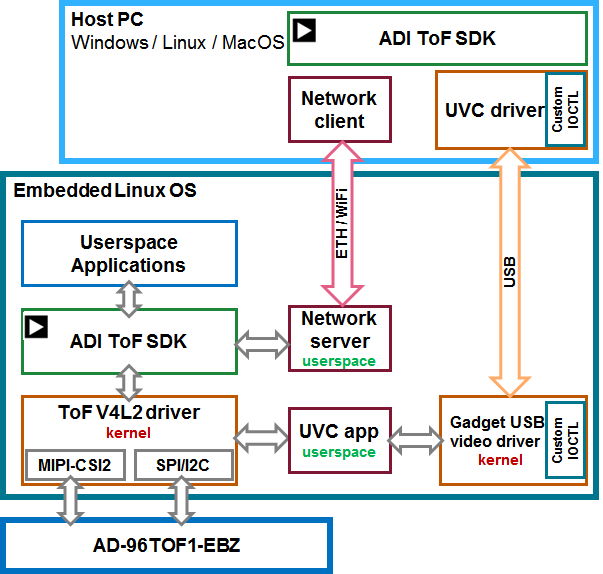 Host PC
Windows / Linux / MacOS
ADI ToF SDK
Network
client
UVC driver
Custom
IOCTL
ETH / WiFi
USB
Embedded Linux OS
Userspace
Applications
ADI ToF SDK
Network
server
userspace
ToF V4L2 driver
kernel
MIPI-CSI2
SPI/I2C
UVC app
userspace
Gadget USB
video driver
kernel
Custom
IOCTL
AD-96TOF1-EBZ